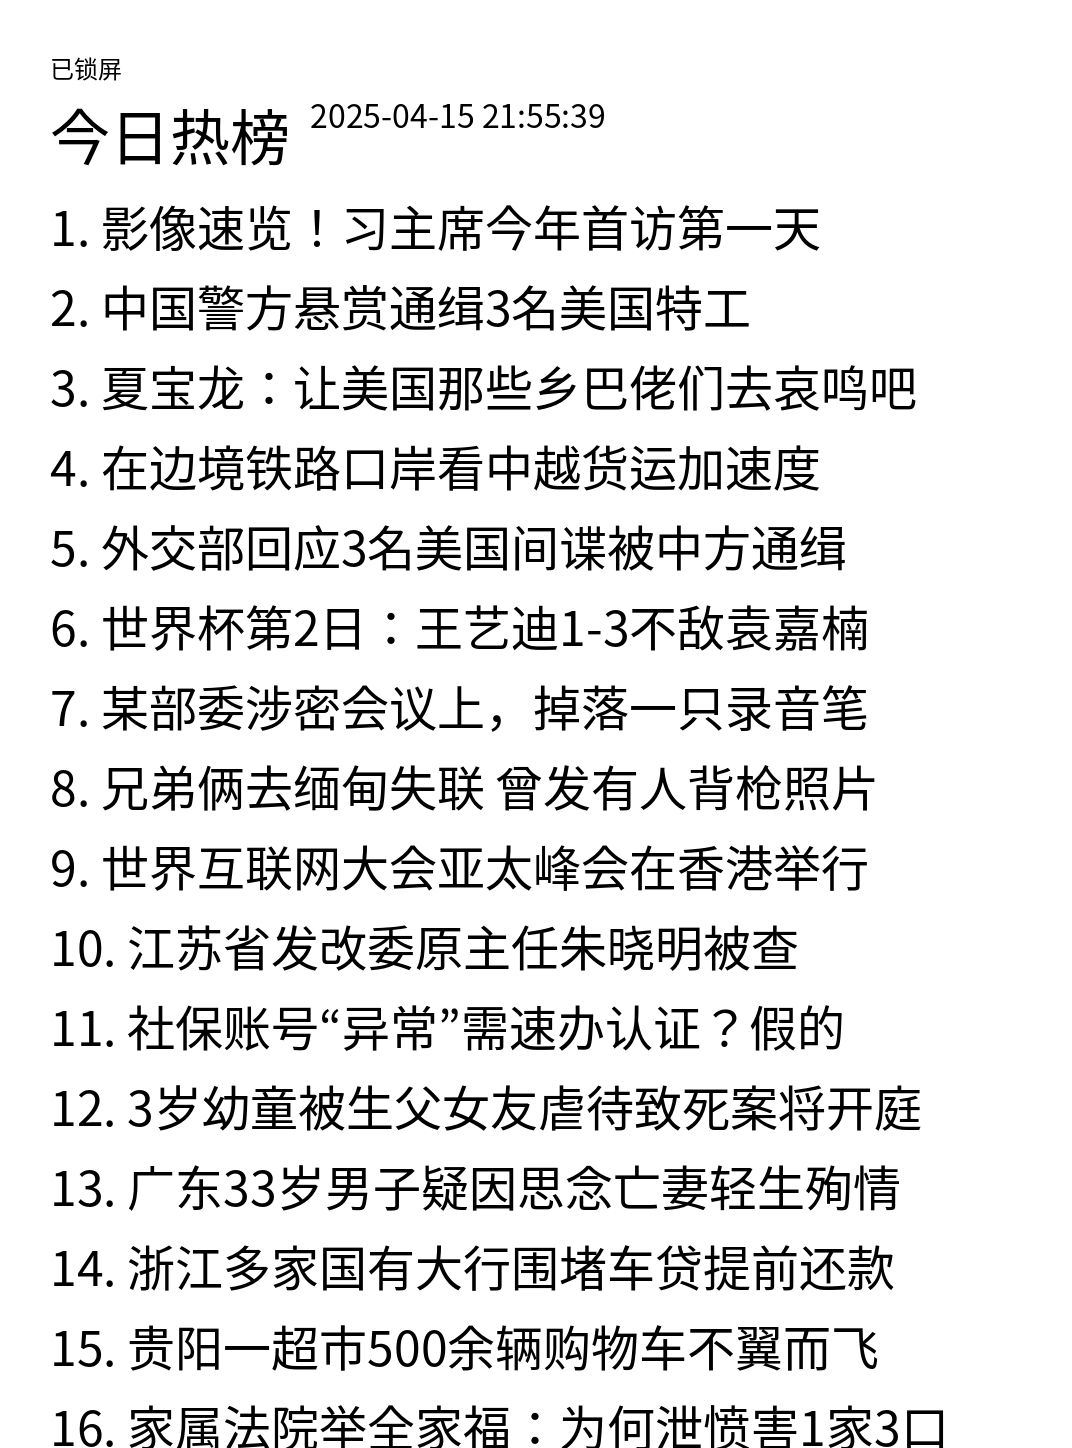 已锁屏
今日热榜 2025-04-15 21:55:39
1. 影像速览！习主席今年首访第一天
2. 中国警方悬赏通缉3名美国特工
3. 夏宝龙：让美国那些乡巴佬们去哀鸣吧
4. 在边境铁路口岸看中越货运加速度
5. 外交部回应3名美国间谍被中方通缉
6. 世界杯第2日：王艺迪1-3不敌袁嘉楠
7. 某部委涉密会议上，掉落一只录音笔
8. 兄弟俩去缅甸失联 曾发有人背枪照片
9. 世界互联网大会亚太峰会在香港举行
10. 江苏省发改委原主任朱晓明被查
11. 社保账号“异常”需速办认证？假的
12. 3岁幼童被生父女友虐待致死案将开庭
13. 广东33岁男子疑因思念亡妻轻生殉情
14. 浙江多家国有大行围堵车贷提前还款
15. 贵阳一超市500余辆购物车不翼而飞
16. 家属法院举全家福：为何泄愤害1家3口